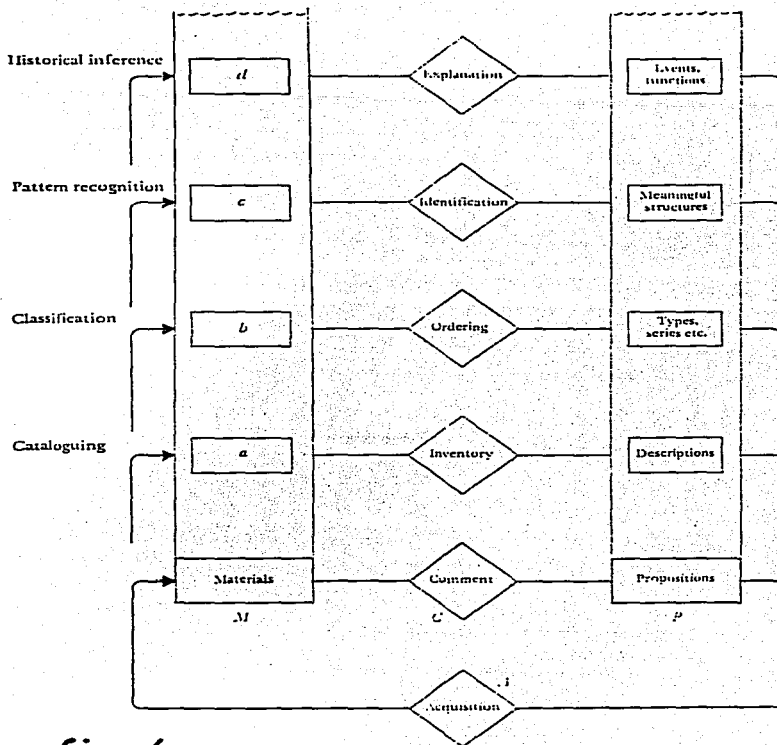 Historical inference
d
Explanation
Events,
functions
Pattern recognition
c
Identification
Meaningful
structures
Classification
b
Ordering
Types,
series etc.
Cataloguing
a
Inventory
Descriptions
Materials
Comment
Propositions
M
C
P
Acquisition